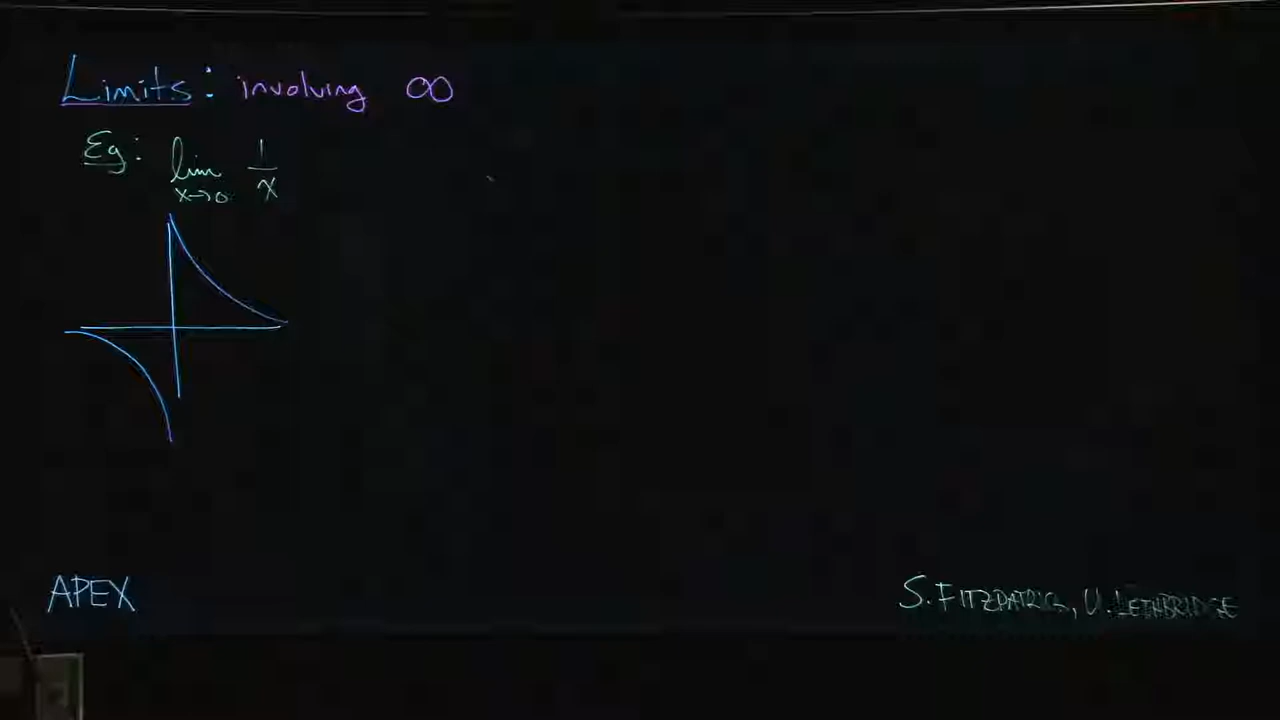 Limits: involving ∞
Eg: lim x→0 1/x
APEX
S. FITZPATRICK, U. LETHBRIDGE